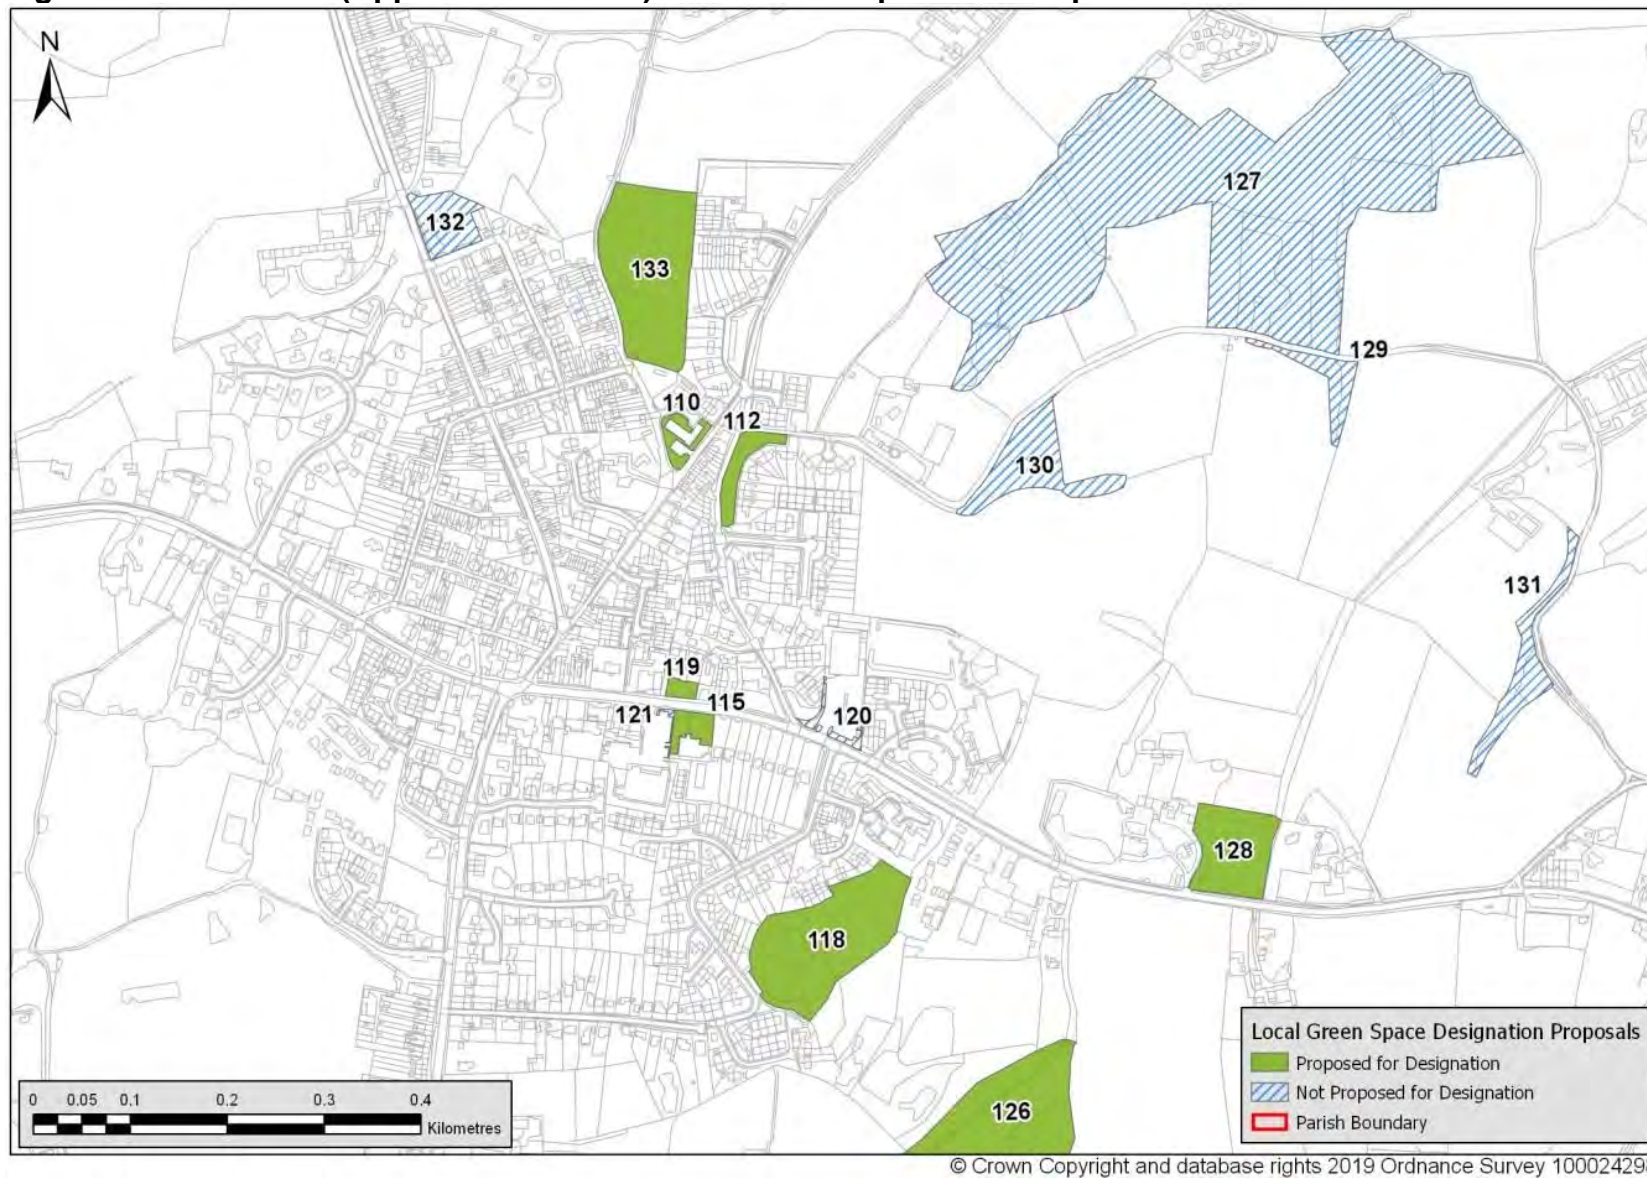 N
127
132
133
129
110
112
130
131
119
115
121
120
128
118
126
Local Green Space Designation Proposals
Proposed for Designation
Not Proposed for Designation
Parish Boundary
0 0.05 0.1 0.2 0.3 0.4
Kilometres
© Crown Copyright and database rights 2019 Ordnance Survey 10002429